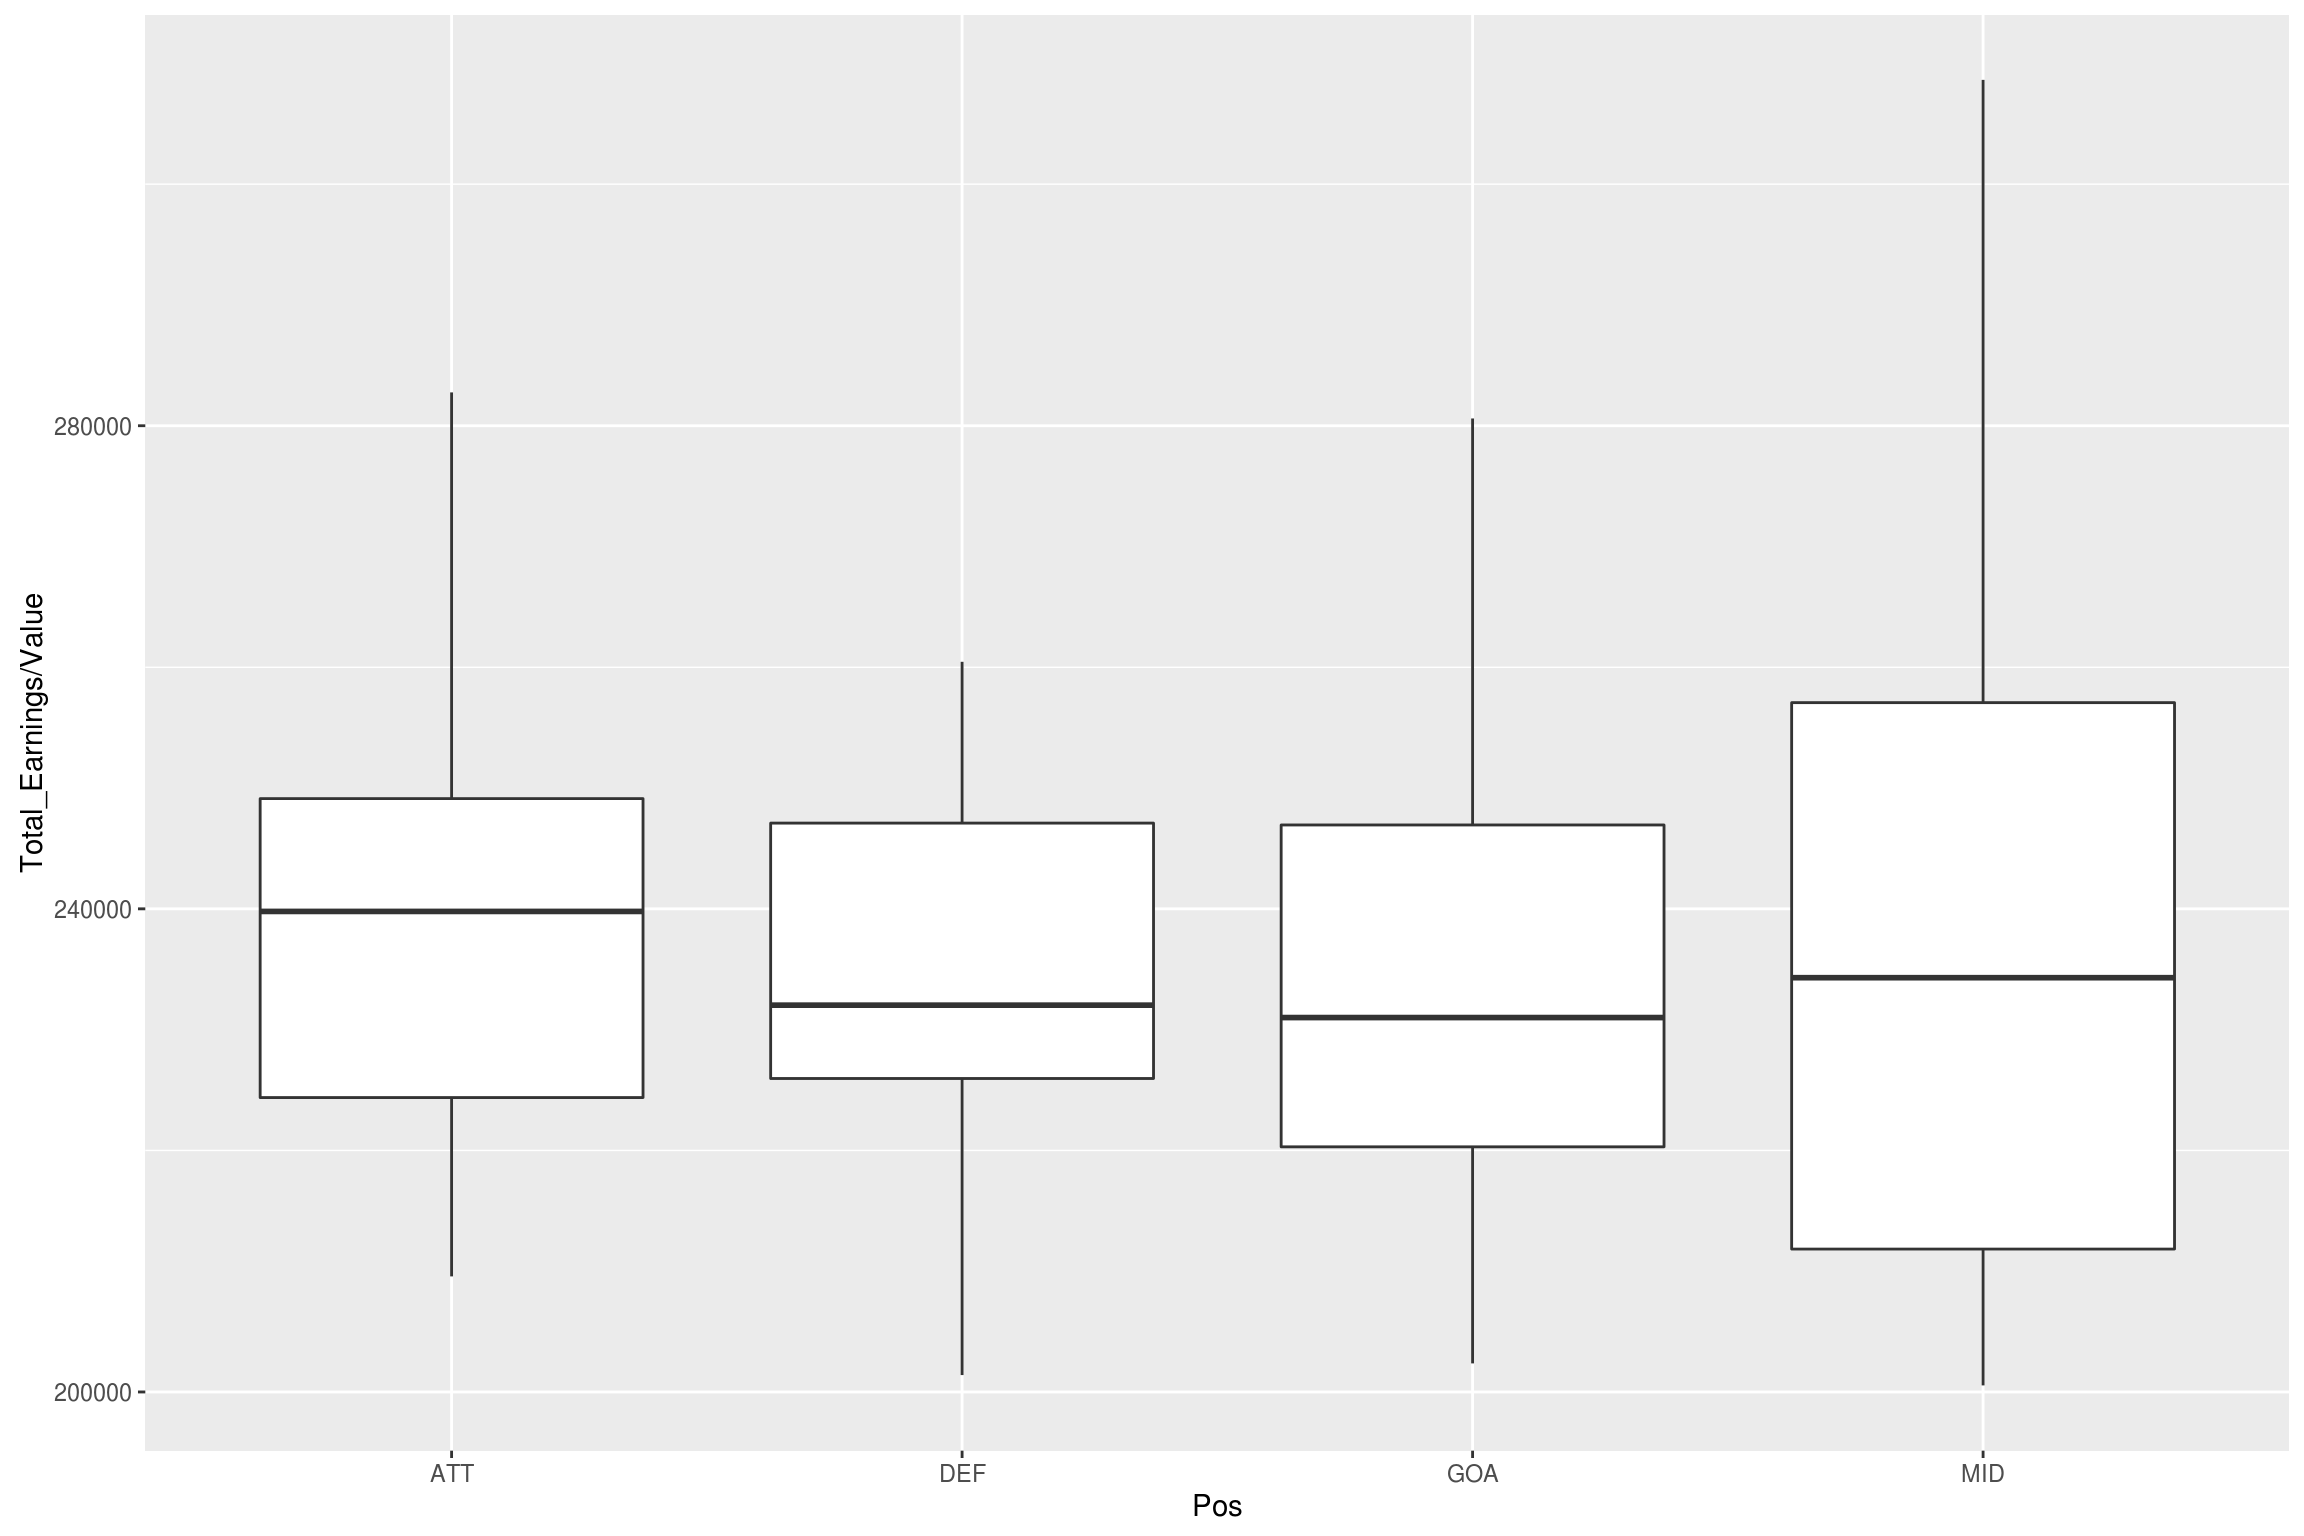 Total_Earnings/Value
280000
240000
200000
ATT DEF GOA MID
Pos